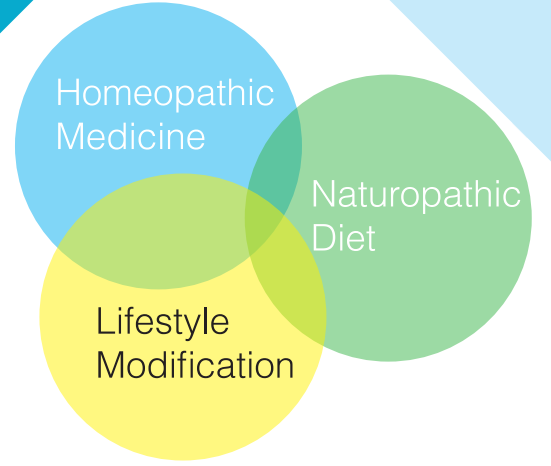 Homeopathic
Medicine
Naturopathic
Diet
Lifestyle
Modification